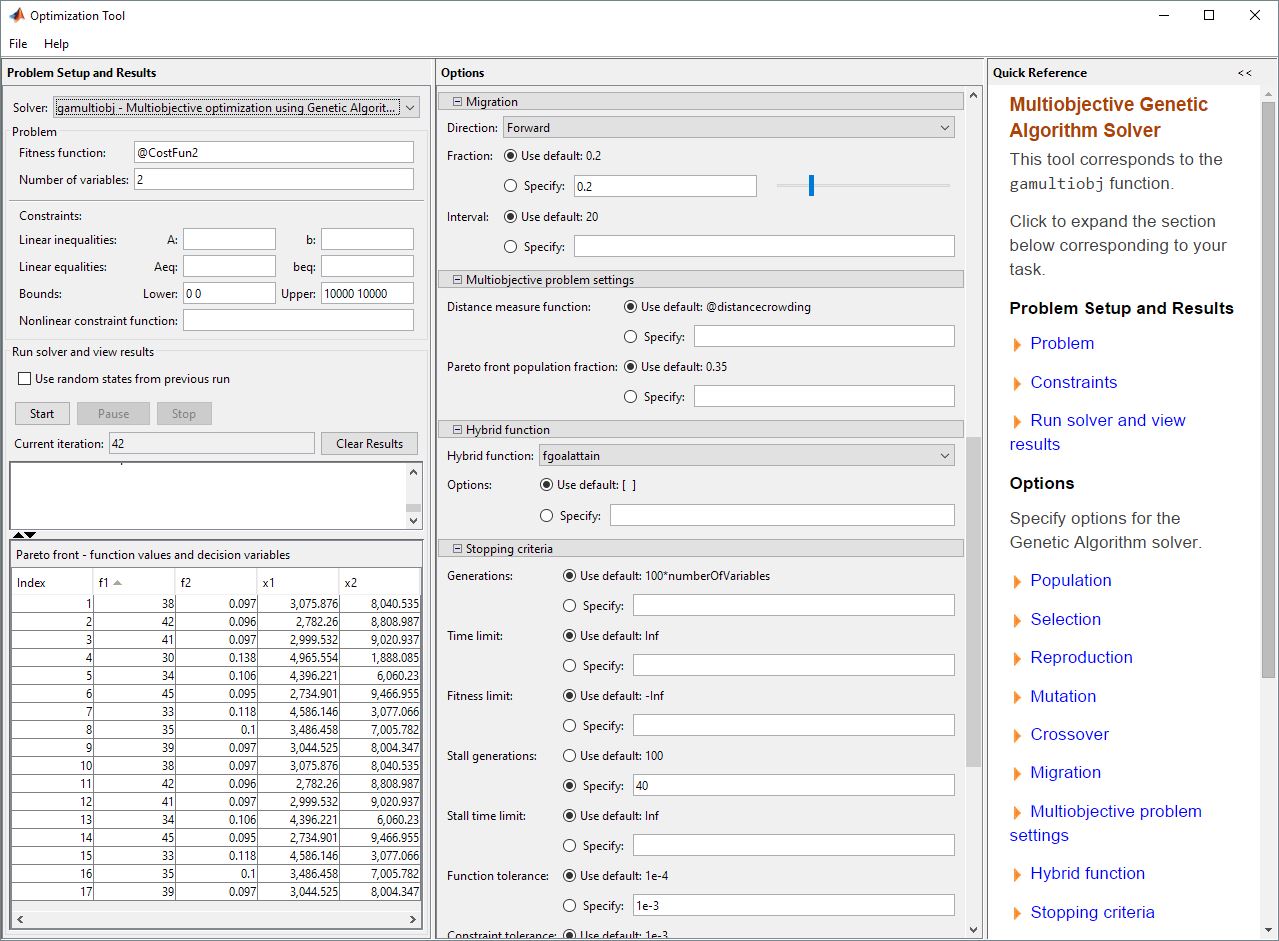 Optimization Tool
File Help
Problem Setup and Results
Solver: gamultiobj - Multiobjective optimization using Genetic Algorit...
Problem
Fitness function: @CostFun2
Number of variables: 2
Constraints:
Linear inequalities: A: b:
Linear equalities: Aeq: beq:
Bounds: Lower: 0 0 Upper: 10000 10000
Nonlinear constraint function:
Run solver and view results
Use random states from previous run
Start Pause Stop
Current iteration: 42 Clear Results
Pareto front - function values and decision variables
Index f1 f2 x1 x2
1 38 0.097 3,075.876 8,040.535
2 42 0.096 2,782.26 8,808.987
3 41 0.097 2,999.532 9,020.937
4 30 0.138 4,965.554 1,888.085
5 34 0.106 4,396.221 6,060.23
6 45 0.095 2,734.901 9,466.955
7 33 0.118 4,586.146 3,077.066
8 35 0.1 3,486.458 7,005.782
9 39 0.097 3,044.525 8,004.347
10 38 0.097 3,075.876 8,040.535
11 42 0.096 2,782.26 8,808.987
12 41 0.097 2,999.532 9,020.937
13 34 0.106 4,396.221 6,060.23
14 45 0.095 2,734.901 9,466.955
15 33 0.118 4,586.146 3,077.066
16 35 0.1 3,486.458 7,005.782
17 39 0.097 3,044.525 8,004.347
Options
Migration
Direction: Forward
Fraction: Use default: 0.2
Specify: 0.2
Interval: Use default: 20
Specify:
Multiobjective problem settings
Distance measure function: Use default: @distancecrowding
Specify:
Pareto front population fraction: Use default: 0.35
Specify:
Hybrid function
Hybrid function: fgoalattain
Options: Use default: [ ]
Specify:
Stopping criteria
Generations: Use default: 100*numberOfVariables
Specify:
Time limit: Use default: Inf
Specify:
Fitness limit: Use default: -Inf
Specify:
Stall generations: Use default: 100
Specify: 40
Stall time limit: Use default: Inf
Specify:
Function tolerance: Use default: 1e-4
Specify: 1e-3
Constraint tolerance: Use default: 1e-3
Quick Reference <<
Multiobjective Genetic
Algorithm Solver
This tool corresponds to the
gamultiobj function.
Click to expand the section
below corresponding to your
task.
Problem Setup and Results
Problem
Constraints
Run solver and view
results
Options
Specify options for the
Genetic Algorithm solver.
Population
Selection
Reproduction
Mutation
Crossover
Migration
Multiobjective problem
settings
Hybrid function
Stopping criteria